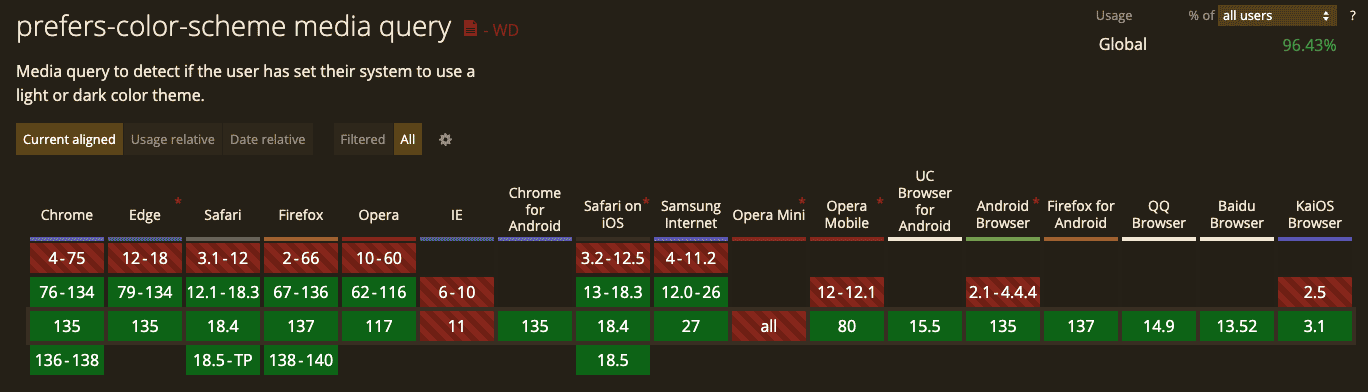 prefers-color-scheme media query - WD
Usage % of all users ?
Global 96.43%
Media query to detect if the user has set their system to use a
light or dark color theme.
Current aligned Usage relative Date relative Filtered All
Chrome Edge * Safari Firefox Opera IE Chrome for Android Safari on iOS * Samsung Internet Opera Mini * Opera Mobile * UC Browser for Android Android Browser * Firefox for Android QQ Browser Baidu Browser KaiOS Browser
4-75 12-18 3.1-12 2-66 10-60 3.2-12.5 4-11.2
76-134 79-134 12.1-18.3 67-136 62-116 6-10 13-18.3 12.0-26 12-12.1 2.1-4.4.4 2.5
135 135 18.4 137 117 11 135 18.4 27 all 80 15.5 135 137 14.9 13.52 3.1
136-138 18.5-TP 138-140 18.5